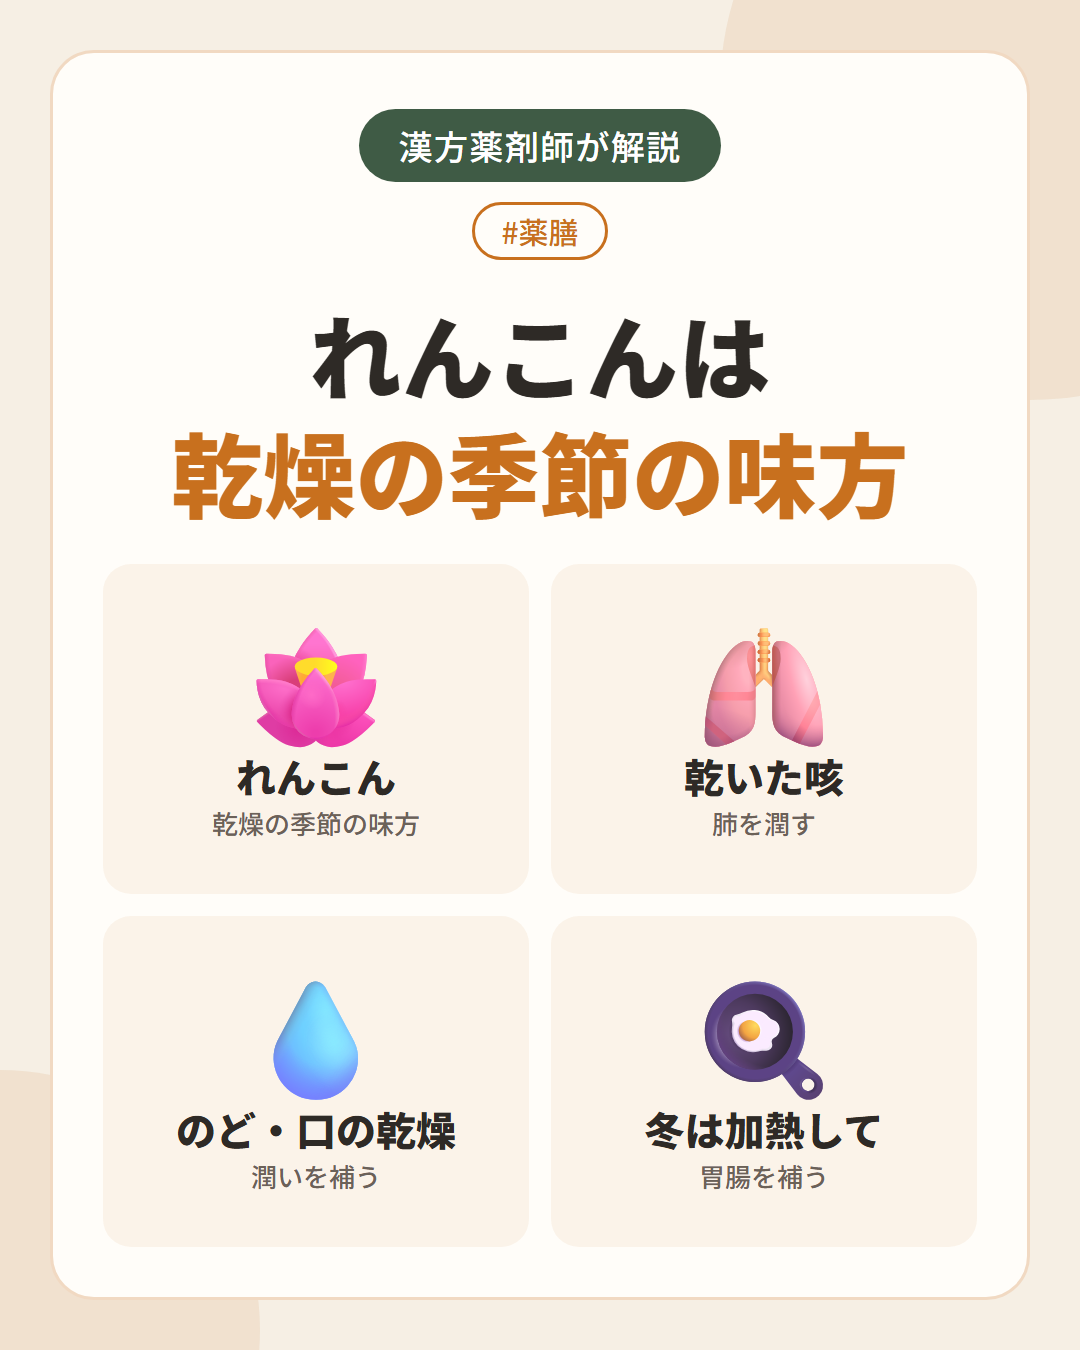 漢方薬剤師が解説
#薬膳
れんこんは
乾燥の季節の味方
れんこん
乾燥の季節の味方
乾いた咳
肺を潤す
のど・口の乾燥
潤いを補う
冬は加熱して
胃腸を補う